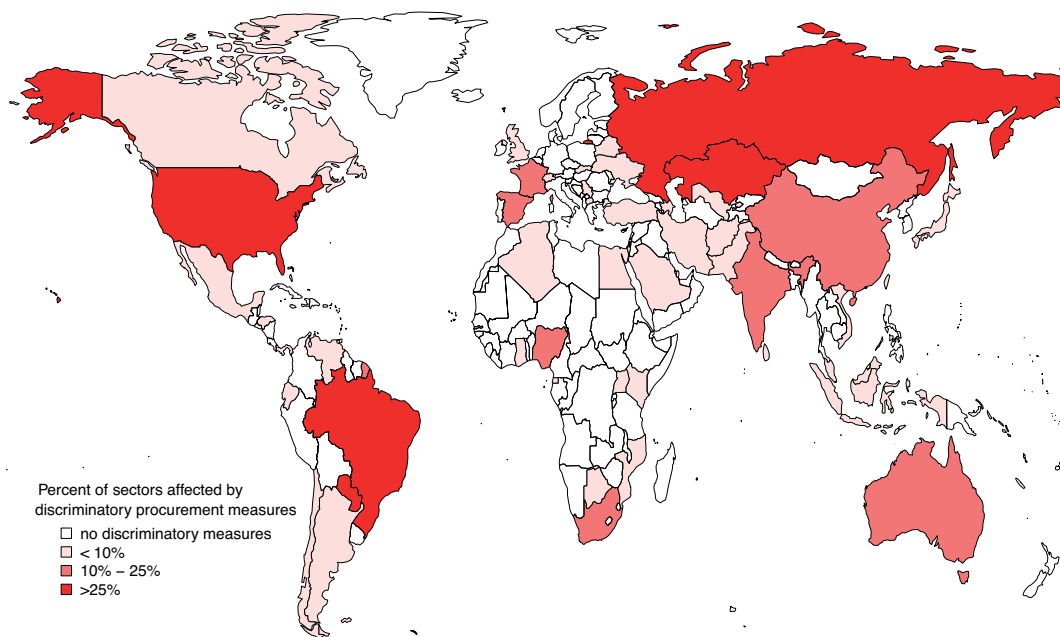 Percent of sectors affected by
discriminatory procurement measures
no discriminatory measures
< 10%
10% − 25%
>25%